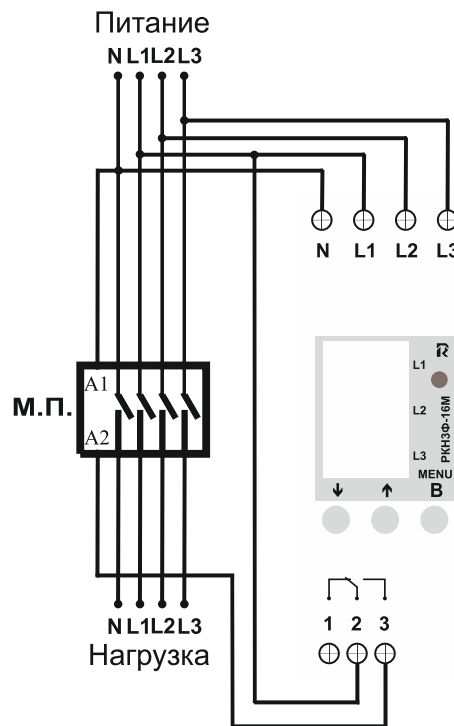 Питание
N L1 L2 L3
N L1 L2 L3
L1
L2
L3
РКН3Ф-16М
MENU
B
М.П.
A1
A2
1 2 3
N L1 L2 L3
Нагрузка